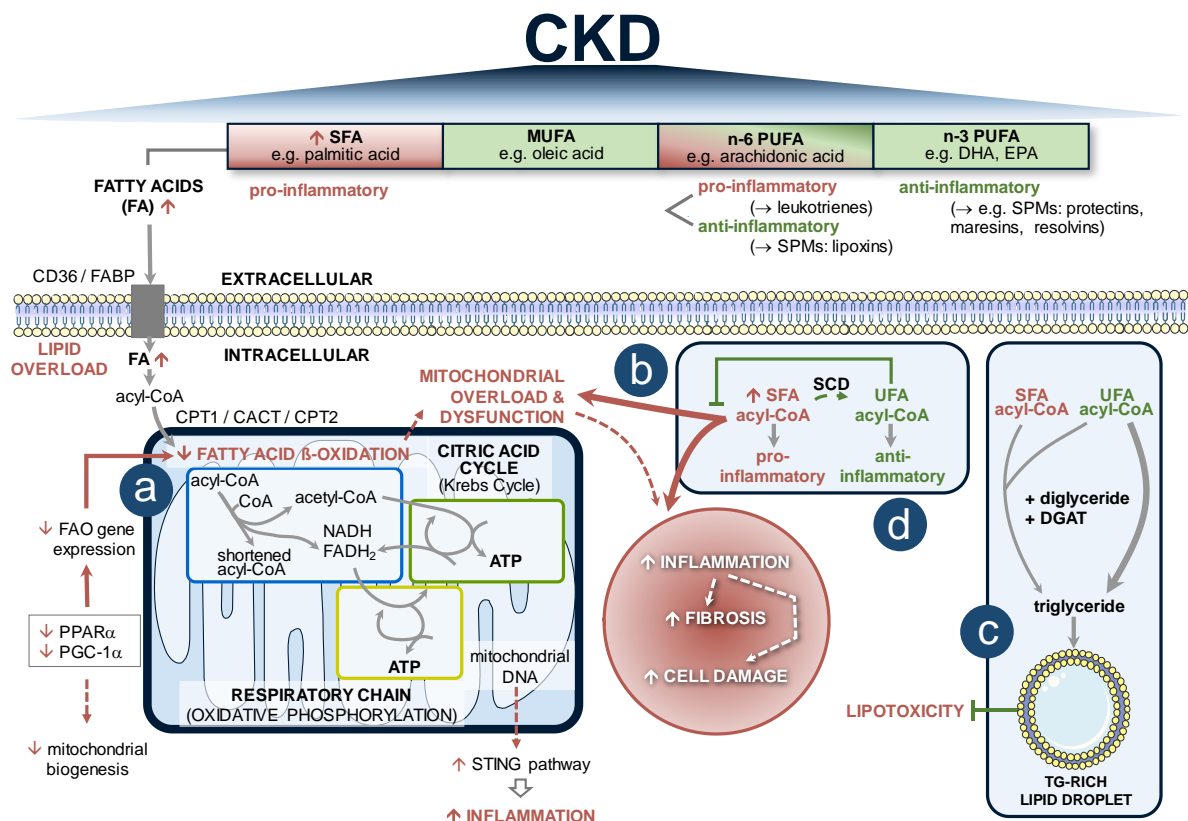 CKD
↑ SFA
e.g. palmitic acid
MUFA
e.g. oleic acid
n-6 PUFA
e.g. arachidonic acid
n-3 PUFA
e.g. DHA, EPA
FATTY ACIDS
(FA) ↑
pro-inflammatory
pro-inflammatory
(→ leukotrienes)
anti-inflammatory
(→ SPMs: lipoxins)
anti-inflammatory
(→ e.g. SPMs: protectins,
maresins, resolvins)
CD36 / FABP
EXTRACELLULAR
INTRACELLULAR
LIPID
OVERLOAD
FA ↑
acyl-CoA
CPT1 / CACT / CPT2
MITOCHONDRIAL
OVERLOAD &
DYSFUNCTION
b
↑ SFA
acyl-CoA
SCD
UFA
acyl-CoA
pro-
inflammatory
anti-
inflammatory
d
SFA
acyl-CoA
UFA
acyl-CoA
+ diglyceride
+ DGAT
triglyceride
c
LIPOTOXICITY
TG-RICH
LIPID DROPLET
a
↓ FATTY ACID ß-OXIDATION
acyl-CoA
CoA
acetyl-CoA
NADH
FADH2
shortened
acyl-CoA
CITRIC ACID
CYCLE
(Krebs Cycle)
ATP
ATP
RESPIRATORY CHAIN
(OXIDATIVE PHOSPHORYLATION)
mitochondrial
DNA
↑ STING pathway
↑ INFLAMMATION
↓ FAO gene
expression
↓ PPARα
↓ PGC-1α
↓ mitochondrial
biogenesis
↑ INFLAMMATION
↑ FIBROSIS
↑ CELL DAMAGE